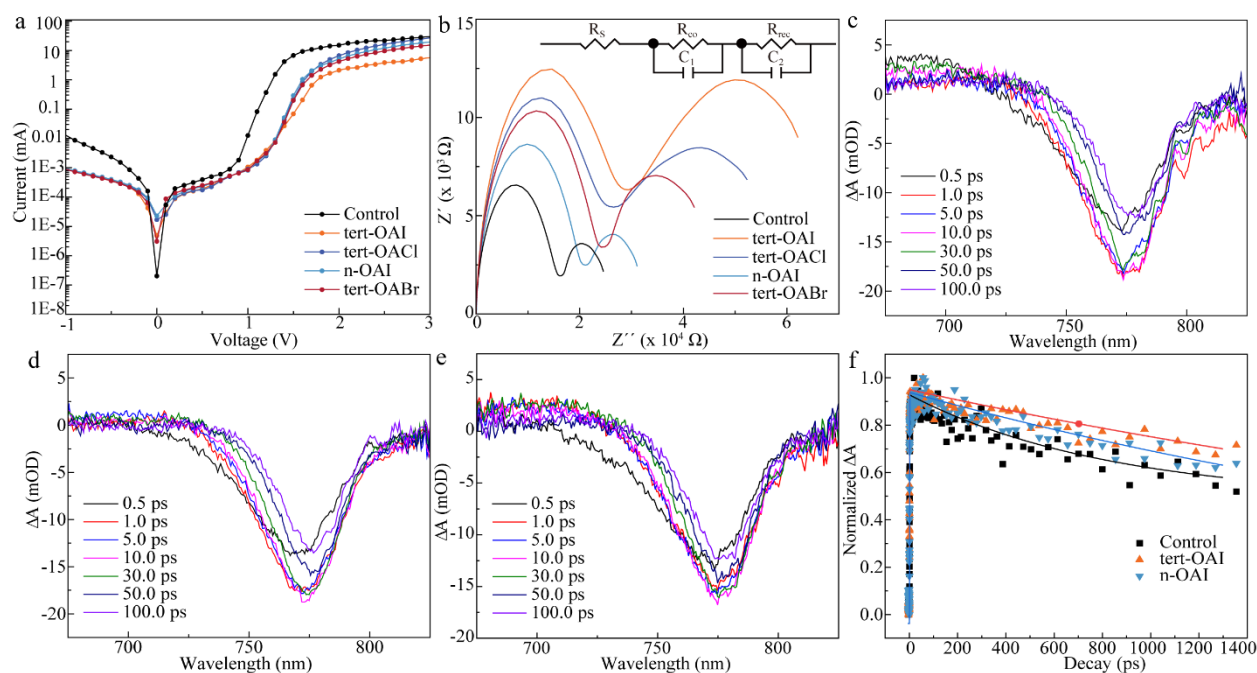 a
100
10
1
0.1
0.01
1E-3
1E-4
1E-5
1E-6
1E-7
1E-8
Current (mA)
-1
0
1
2
3
Voltage (V)
Control
tert-OAI
tert-OACl
n-OAI
tert-OABr
b
R_S
R_co
R_rec
C_1
C_2
15
10
5
0
Z' (x 10³ Ω)
0
2
4
6
Z´´ (x 10⁴ Ω)
Control
tert-OAI
tert-OACl
n-OAI
tert-OABr
c
5
0
-5
-10
-15
-20
ΔA (mOD)
0.5 ps
1.0 ps
5.0 ps
10.0 ps
30.0 ps
50.0 ps
100.0 ps
700
750
800
Wavelength (nm)
d
5
0
-5
-10
-15
-20
ΔA (mOD)
0.5 ps
1.0 ps
5.0 ps
10.0 ps
30.0 ps
50.0 ps
100.0 ps
700
750
800
Wavelength (nm)
e
5
0
-5
-10
-15
-20
ΔA (mOD)
0.5 ps
1.0 ps
5.0 ps
10.0 ps
30.0 ps
50.0 ps
100.0 ps
700
750
800
Wavelength (nm)
f
1.0
0.8
0.6
0.4
0.2
0.0
Normalized ΔA
Control
tert-OAI
n-OAI
0 200 400 600 800 1000 1200 1400
Decay (ps)